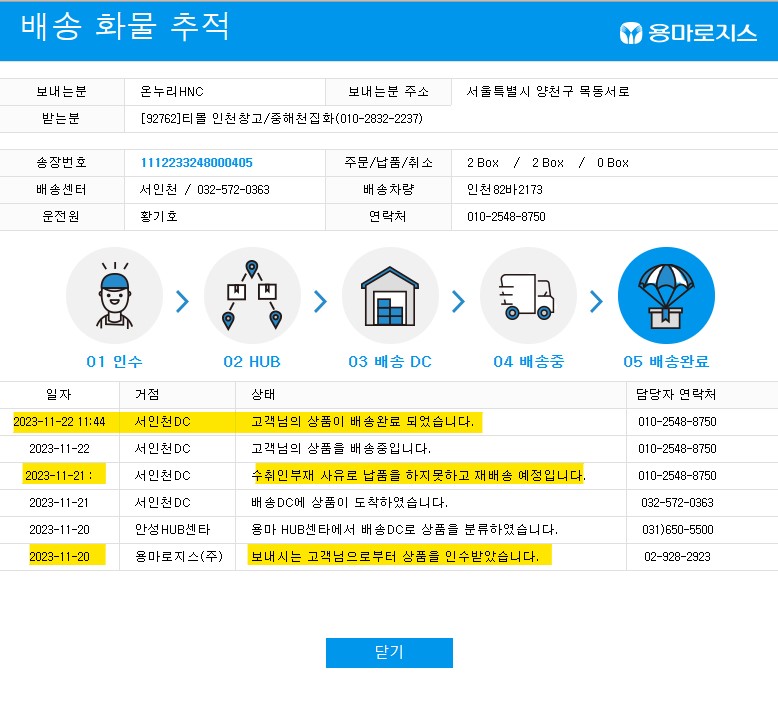 배송 화물 추적
용마로지스
보내는분 온누리HNC 보내는분 주소 서울특별시 양천구 목동서로
받는분 [92762]티몰 인천창고/중해천집화(010-2832-2237)
송장번호 1112233248000405 주문/납품/취소 2 Box / 2 Box / 0 Box
배송센터 서인천 / 032-572-0363 배송차량 인천82바2173
운전원 황기호 연락처 010-2548-8750
01 인수 02 HUB 03 배송 DC 04 배송중 05 배송완료
일자 거점 상태 담당자 연락처
2023-11-22 11:44 서인천DC 고객님의 상품이 배송완료 되었습니다. 010-2548-8750
2023-11-22 서인천DC 고객님의 상품을 배송중입니다. 010-2548-8750
2023-11-21 : 서인천DC 수취인부재 사유로 납품을 하지못하고 재배송 예정입니다. 010-2548-8750
2023-11-21 서인천DC 배송DC에 상품이 도착하였습니다. 032-572-0363
2023-11-20 안성HUB센타 용마 HUB센타에서 배송DC로 상품을 분류하였습니다. 031)650-5500
2023-11-20 용마로지스(주) 보내시는 고객님으로부터 상품을 인수받았습니다. 02-928-2923
닫기